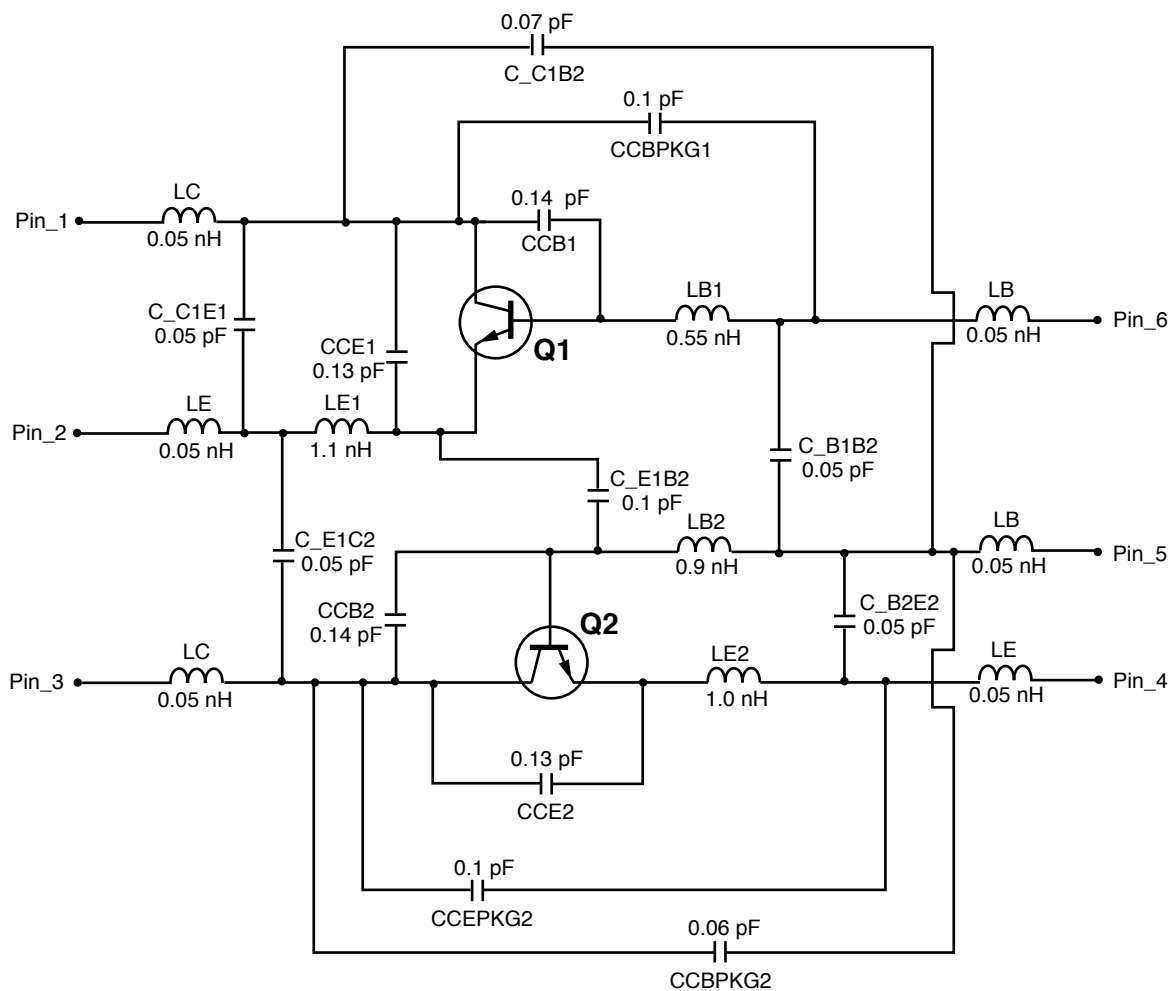 0.07 pF
C_C1B2
0.1 pF
CCBPKG1
LC
0.14 pF
Pin_1
0.05 nH
CCB1
LB1
LB
C_C1E1
0.05 pF
CCE1
0.13 pF
Q1
0.55 nH
0.05 nH
Pin_6
LE
LE1
Pin_2
0.05 nH
1.1 nH
C_B1B2
0.05 pF
C_E1B2
0.1 pF
LB2
LB
C_E1C2
0.05 pF
0.9 nH
0.05 nH
Pin_5
CCB2
0.14 pF
Q2
C_B2E2
0.05 pF
LC
LE2
LE
Pin_3
0.05 nH
1.0 nH
0.05 nH
Pin_4
0.13 pF
CCE2
0.1 pF
CCEPKG2
0.06 pF
CCBPKG2